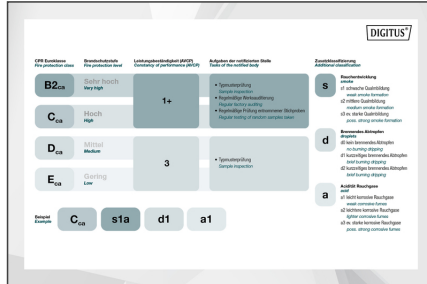 DIGITUS®
CPR Euroklasse
Fire protection class
Brandschutzstufe
Fire protection level
Leistungsbeständigkeit (AVCP)
Constancy of performance (AVCP)
Aufgaben der notifizierten Stelle
Tasks of the notified body
Zusatzklassifizierung
Additional classification
B2ca
Sehr hoch
Very high
1+
• Typmusterprüfung
Sample inspection
• Regelmäßige Werksauditierung
Regular factory auditing
• Regelmäßige Prüfung entnommener Stichproben
Regular testing of random samples taken
Cca
Hoch
High
Dca
Mittel
Medium
3
• Typmusterprüfung
Sample inspection
Eca
Gering
Low
s
Rauchentwicklung
smoke
s1 schwache Qualmbildung
weak smoke formation
s2 mittlere Qualmbildung
medium smoke formation
s3 ev. starke Qualmbildung
poss. strong smoke formation
d
Brennendes Abtropfen
droplets
d0 kein brennendes Abtropfen
no burning dripping
d1 kurzzeitiges brennendes Abtropfen
brief burning dripping
d2 kurzzeitiges brennendes Abtropfen
brief burning dripping
a
Acidität Rauchgase
acid
a1 leicht korrosive Rauchgase
weak corrosive fumes
a2 leichtere korrosive Rauchgase
lighter corrosive fumes
a3 ev. starke korrosive Rauchgase
poss. strong corrosive fumes
Beispiel
Example
Cca
s1a
d1
a1